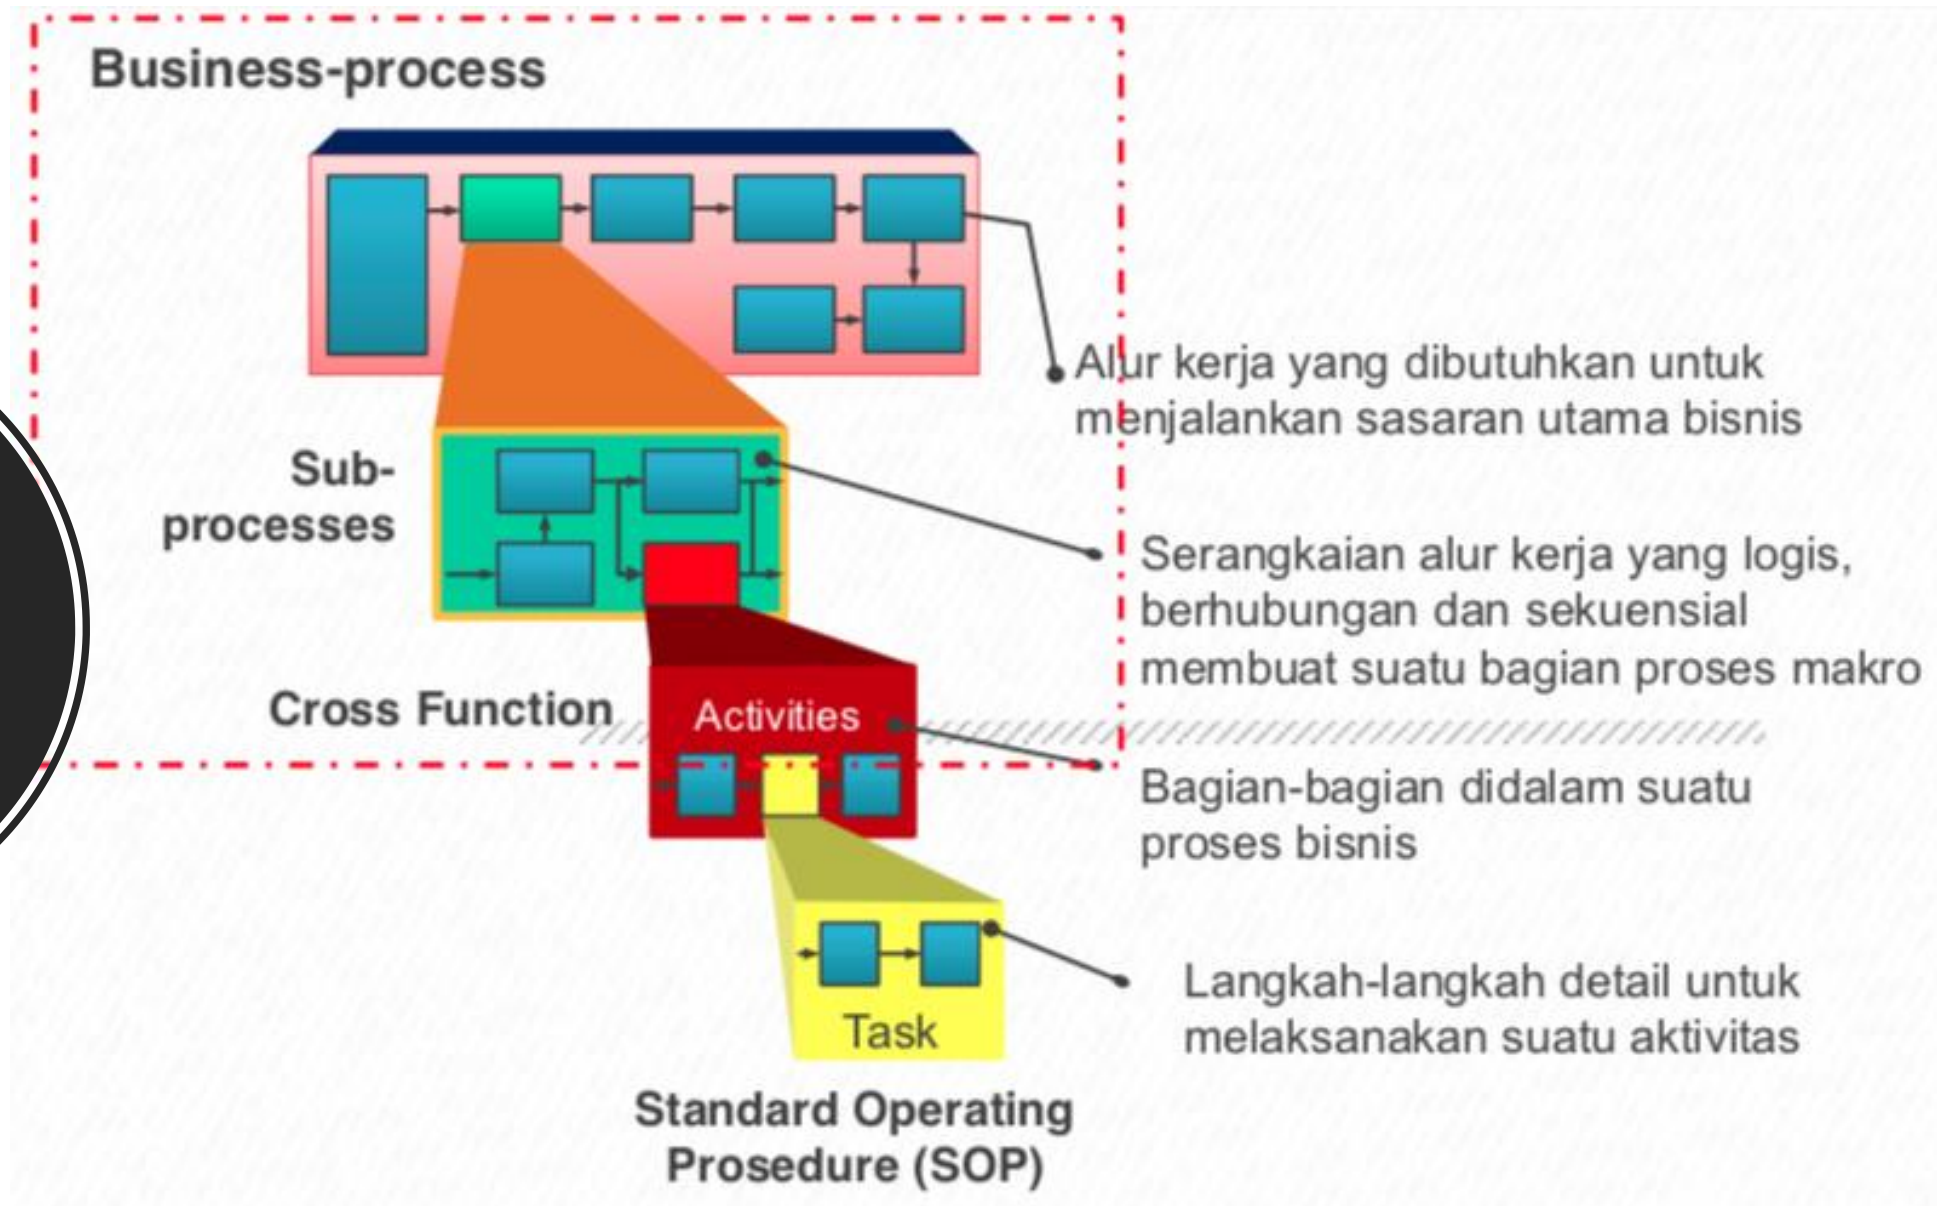 Business-process
Alur kerja yang dibutuhkan untuk
menjalankan sasaran utama bisnis
Sub-
processes
Serangkaian alur kerja yang logis,
berhubungan dan sekuensial
membuat suatu bagian proses makro
Cross Function
Activities
Bagian-bagian didalam suatu
proses bisnis
Langkah-langkah detail untuk
melaksanakan suatu aktivitas
Task
Standard Operating
Prosedure (SOP)